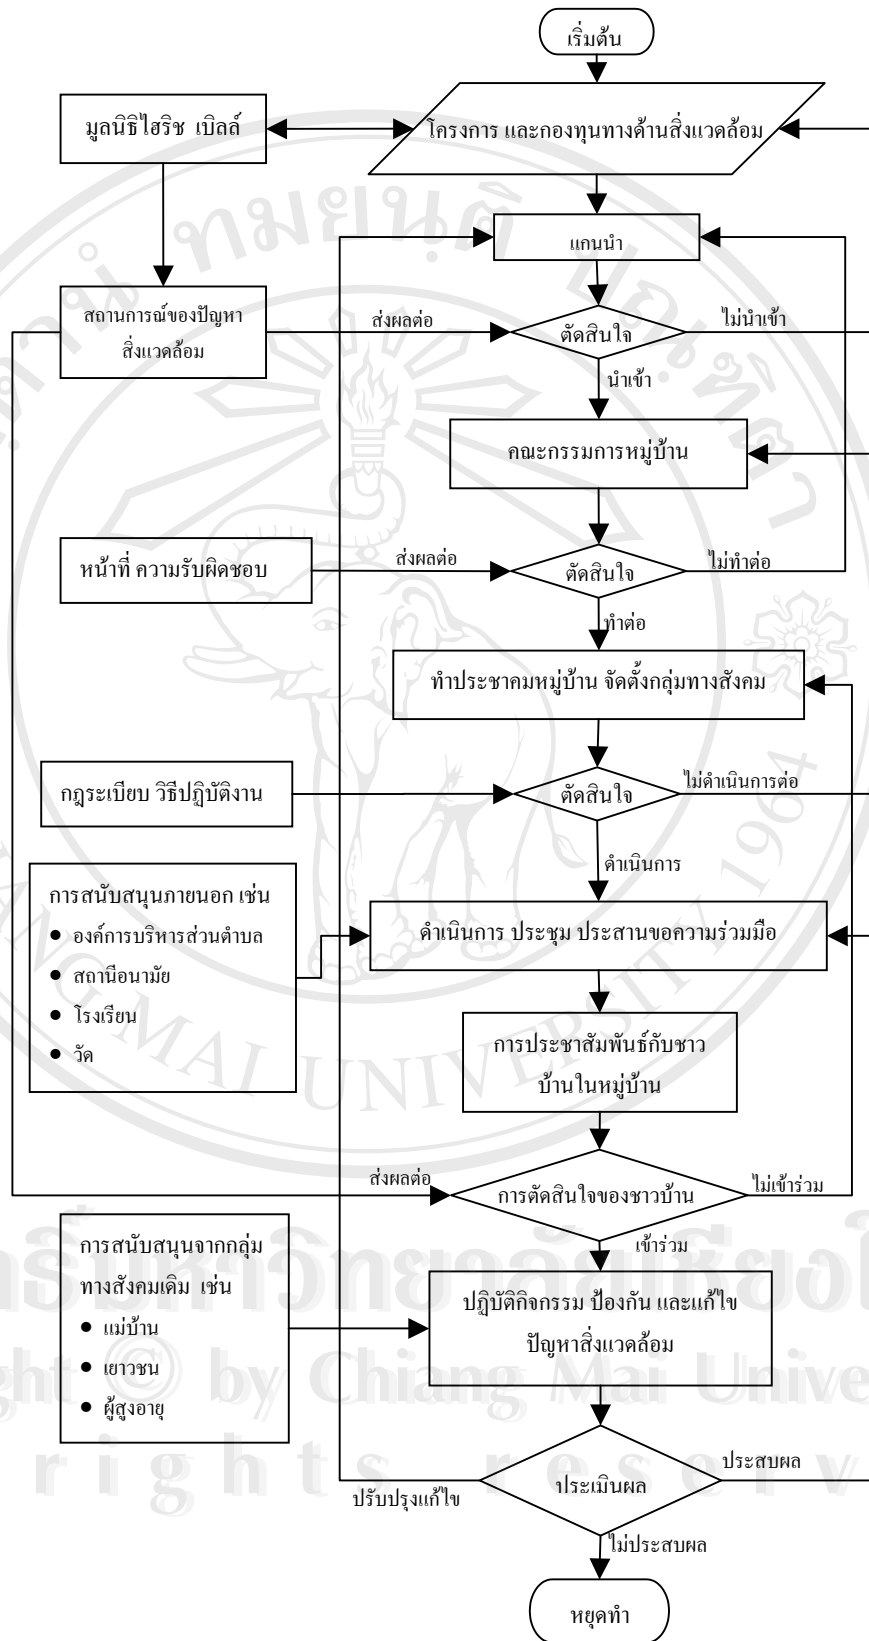 เริ่มต้น
มูลนิธิไฮริช เบิลล์
โครงการ และกองทุนทางด้านสิ่งแวดล้อม
แกนนำ
สถานการณ์ของปัญหา
สิ่งแวดล้อม
ส่งผลต่อ
ตัดสินใจ
ไม่นำเข้า
นำเข้า
คณะกรรมการหมู่บ้าน
หน้าที่ ความรับผิดชอบ
ส่งผลต่อ
ตัดสินใจ
ไม่ทำต่อ
ทำต่อ
ทำประชาคมหมู่บ้าน จัดตั้งกลุ่มทางสังคม
กฎระเบียบ วิธีปฏิบัติงาน
ตัดสินใจ
ไม่ดำเนินการต่อ
ดำเนินการ
การสนับสนุนภายนอก เช่น
● องค์การบริหารส่วนตำบล
● สถานีอนามัย
● โรงเรียน
● วัด
ดำเนินการ ประชุม ประสานขอความร่วมมือ
การประชาสัมพันธ์กับชาว
บ้านในหมู่บ้าน
ส่งผลต่อ
การตัดสินใจของชาวบ้าน
ไม่เข้าร่วม
เข้าร่วม
การสนับสนุนจากกลุ่ม
ทางสังคมเดิม เช่น
● แม่บ้าน
● เยาวชน
● ผู้สูงอายุ
ปฏิบัติกิจกรรม ป้องกัน และแก้ไข
ปัญหาสิ่งแวดล้อม
ประเมินผล
ประสบผล
ปรับปรุงแก้ไข
ไม่ประสบผล
หยุดทำ
ANG MAI UNIVERSITY 1964
by Chiang Mai
rights